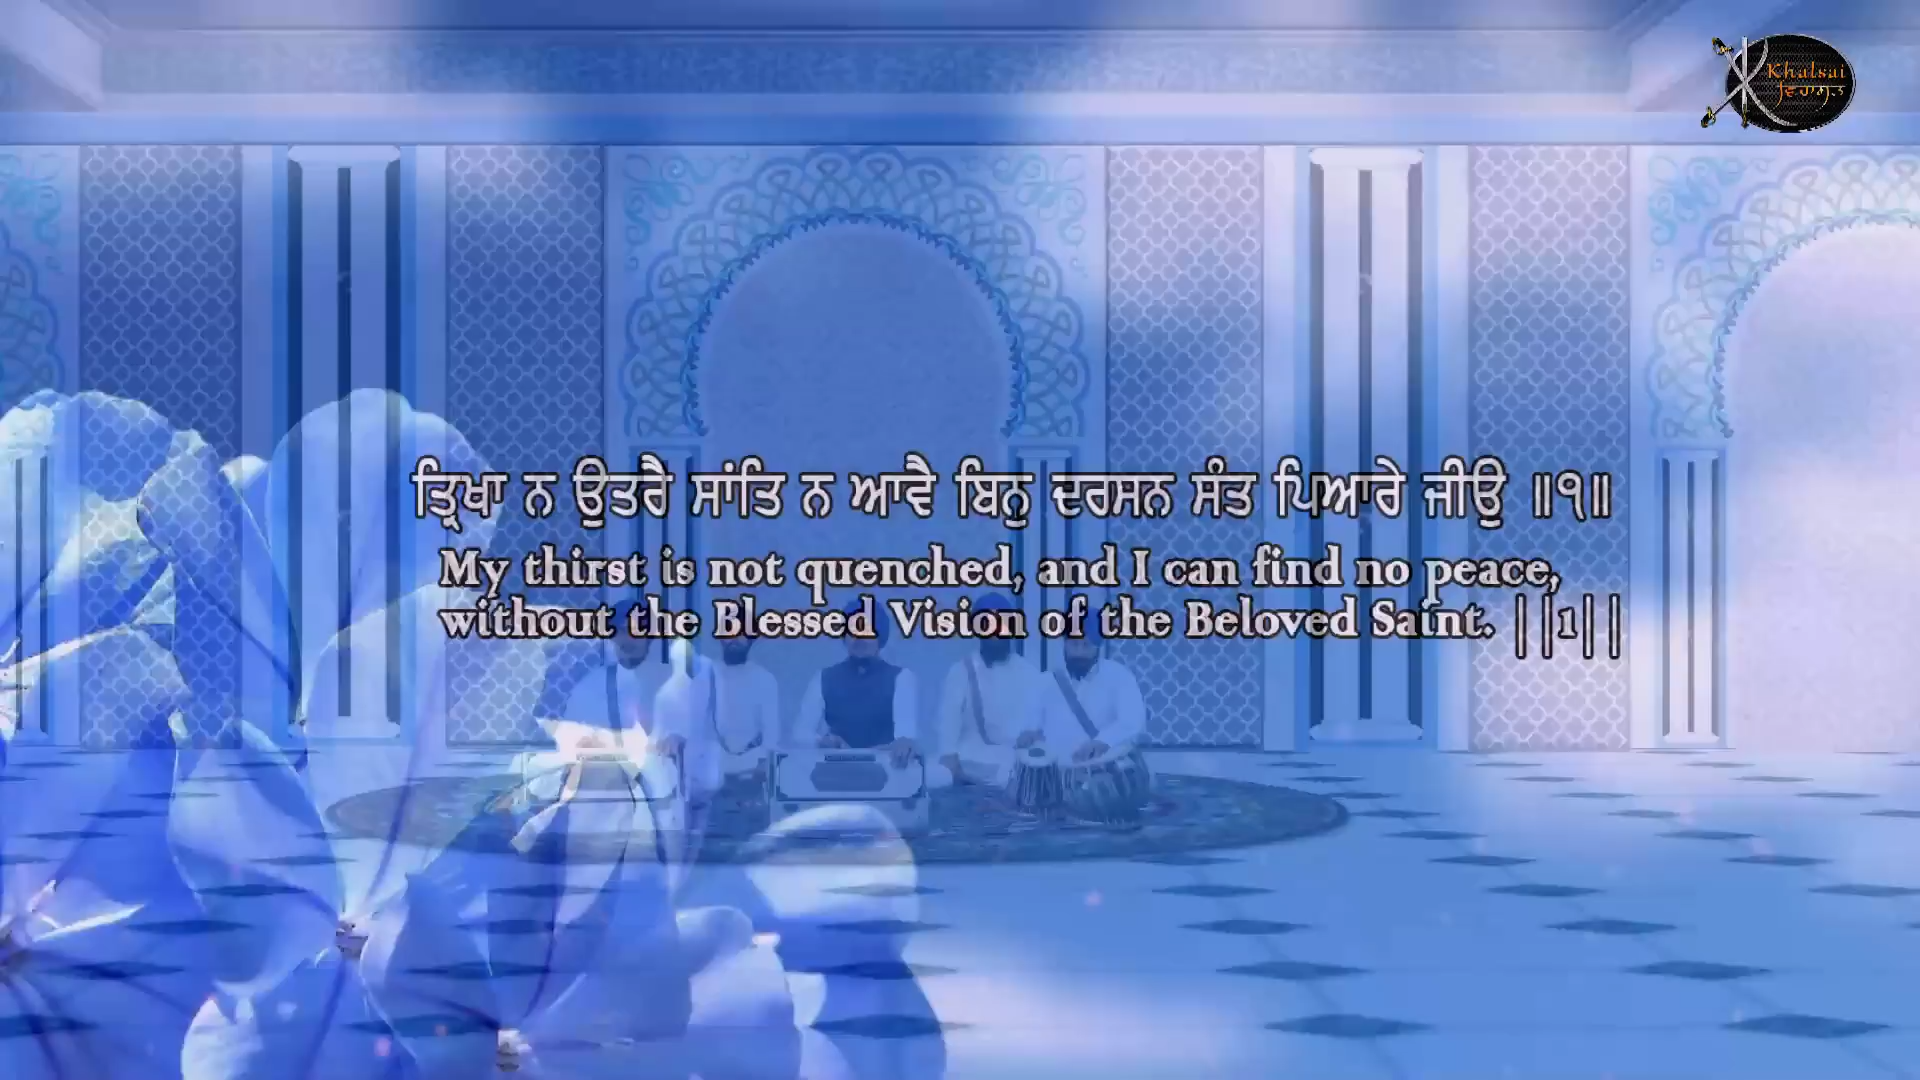 Khalsai
ਵਿਰਾਸਤ
ਤ੍ਰਿਖਾ ਨ ਉਤਰੈ ਸਾਂਤਿ ਨ ਆਵੈ ਬਿਨੁ ਦਰਸਨ ਸੰਤ ਪਿਆਰੇ ਜੀਉ ॥੧॥
My thirst is not quenched, and I can find no peace,
without the Blessed Vision of the Beloved Saint. ||1||